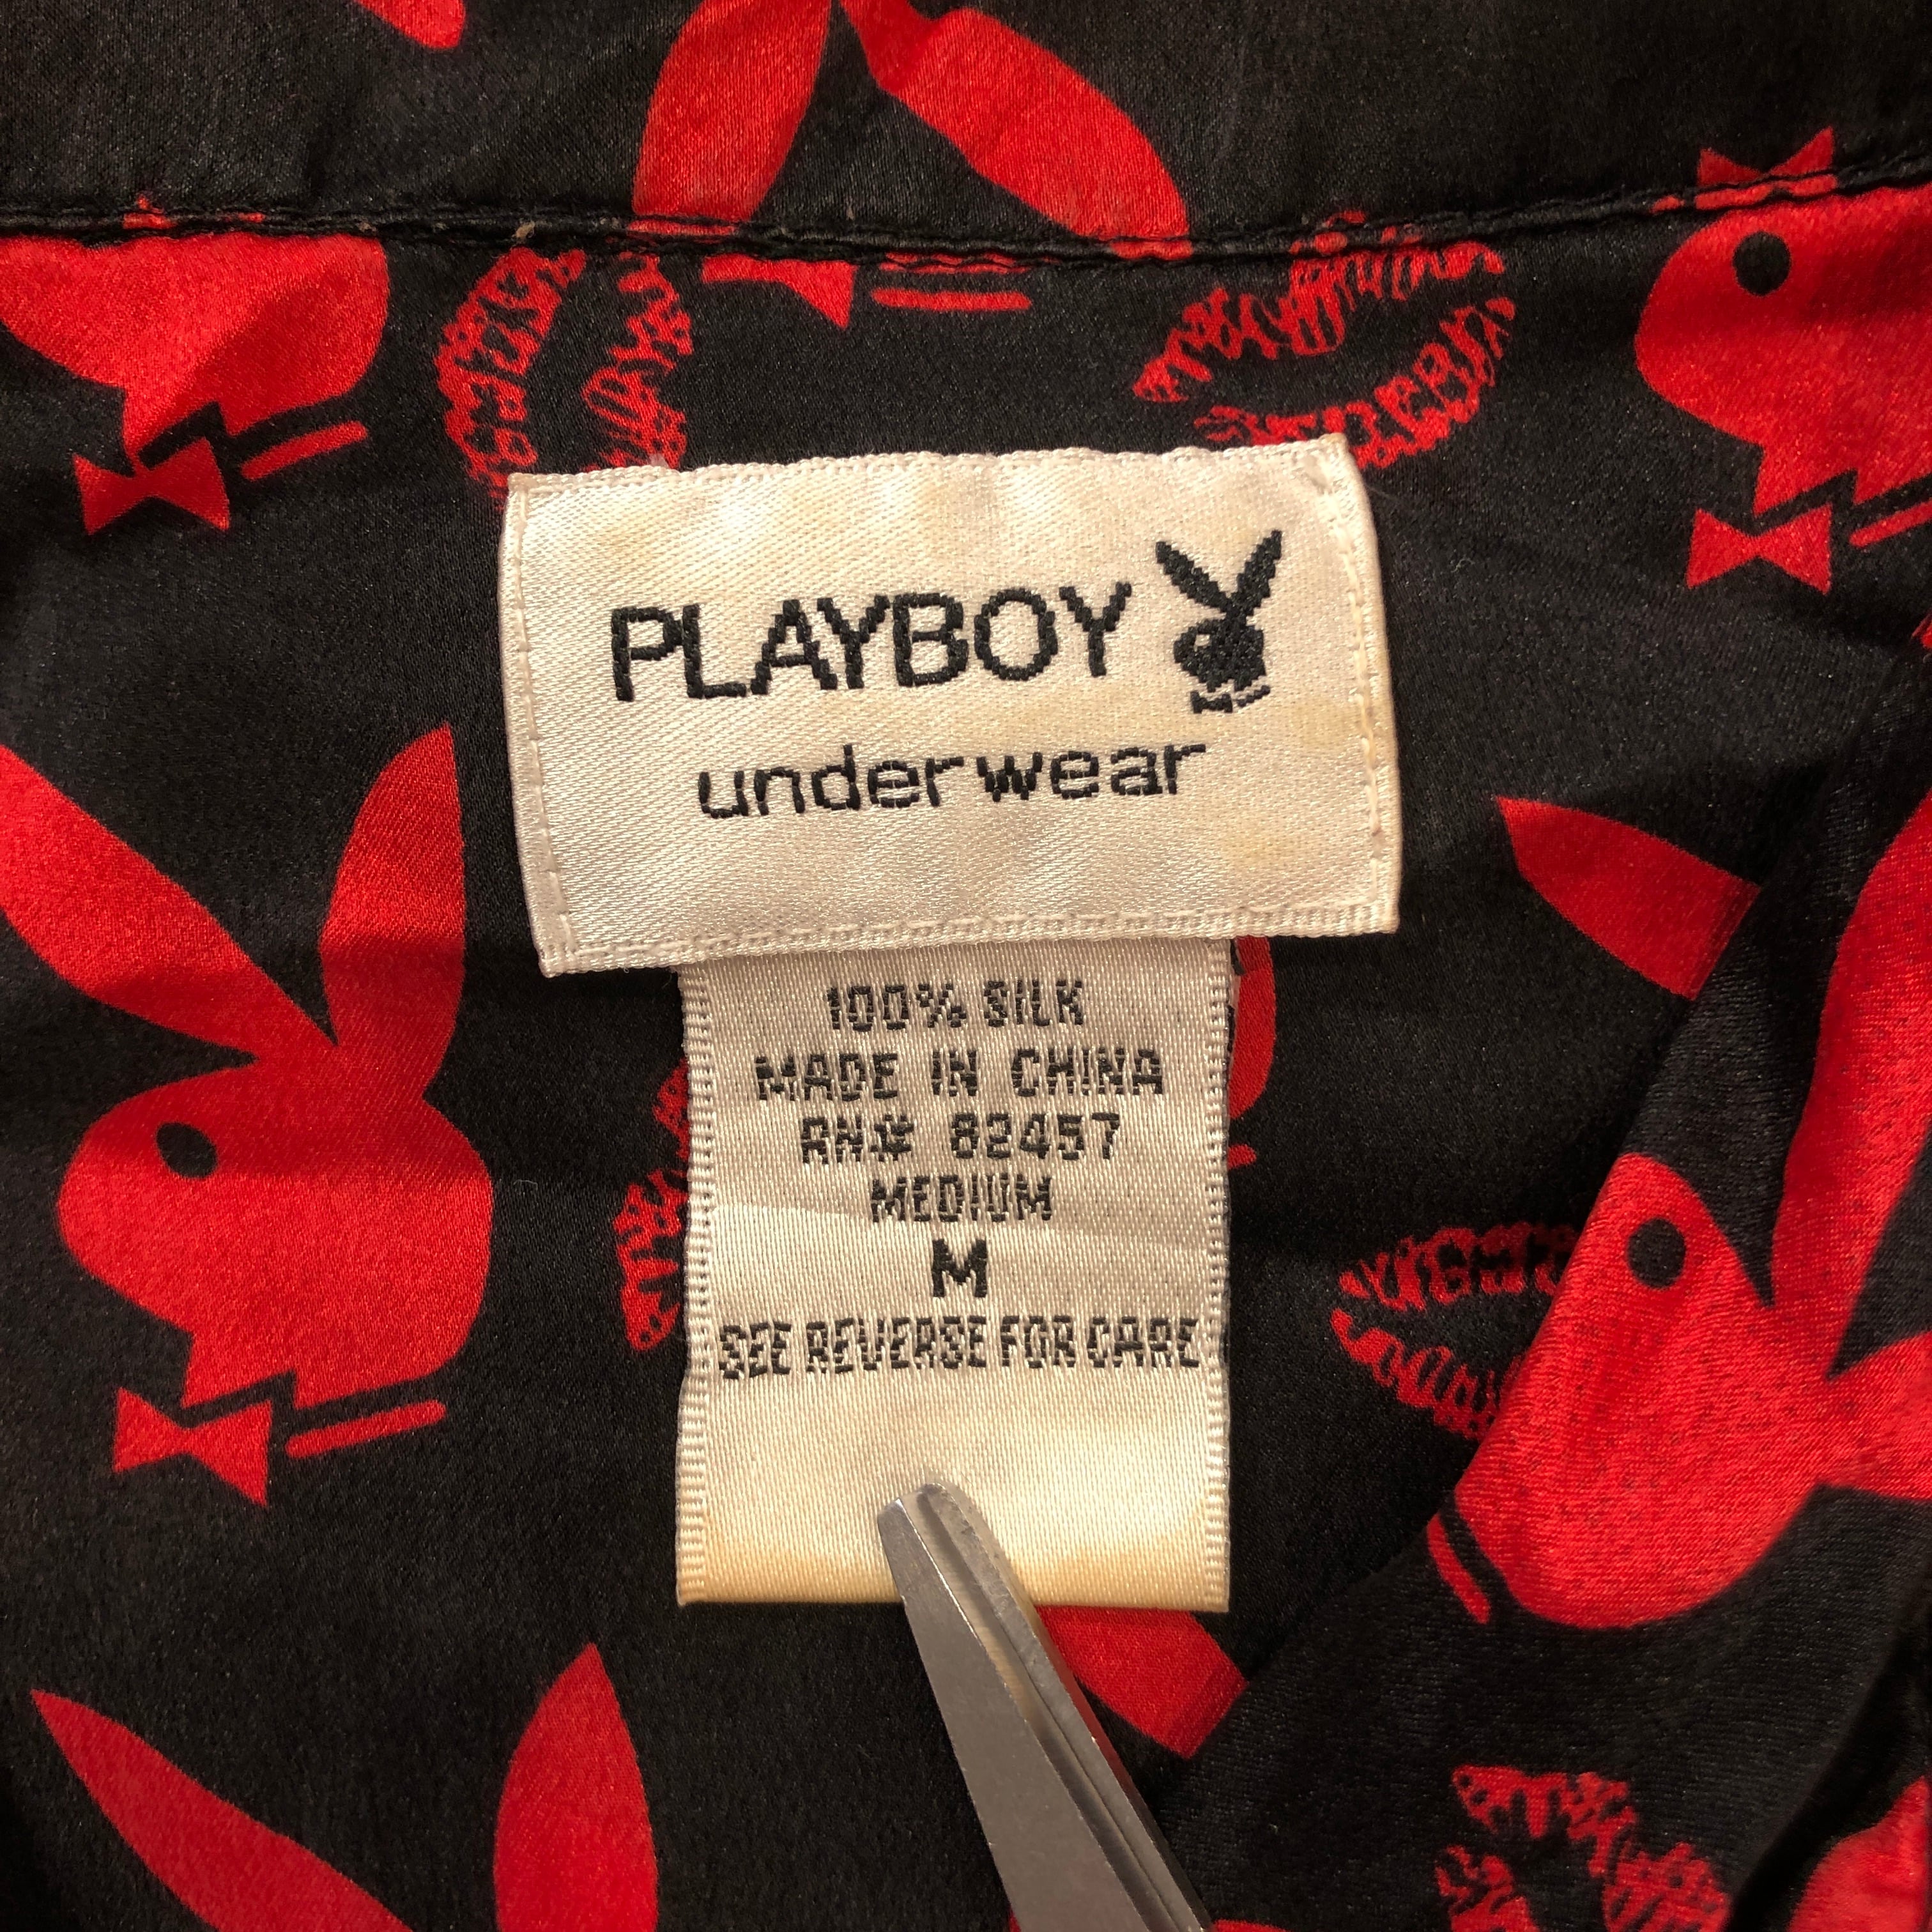 PLAYBOY
underwear
100% SILK
MADE IN CHINA
RN# 82457
MEDIUM
M
SEE REVERSE FOR CARE